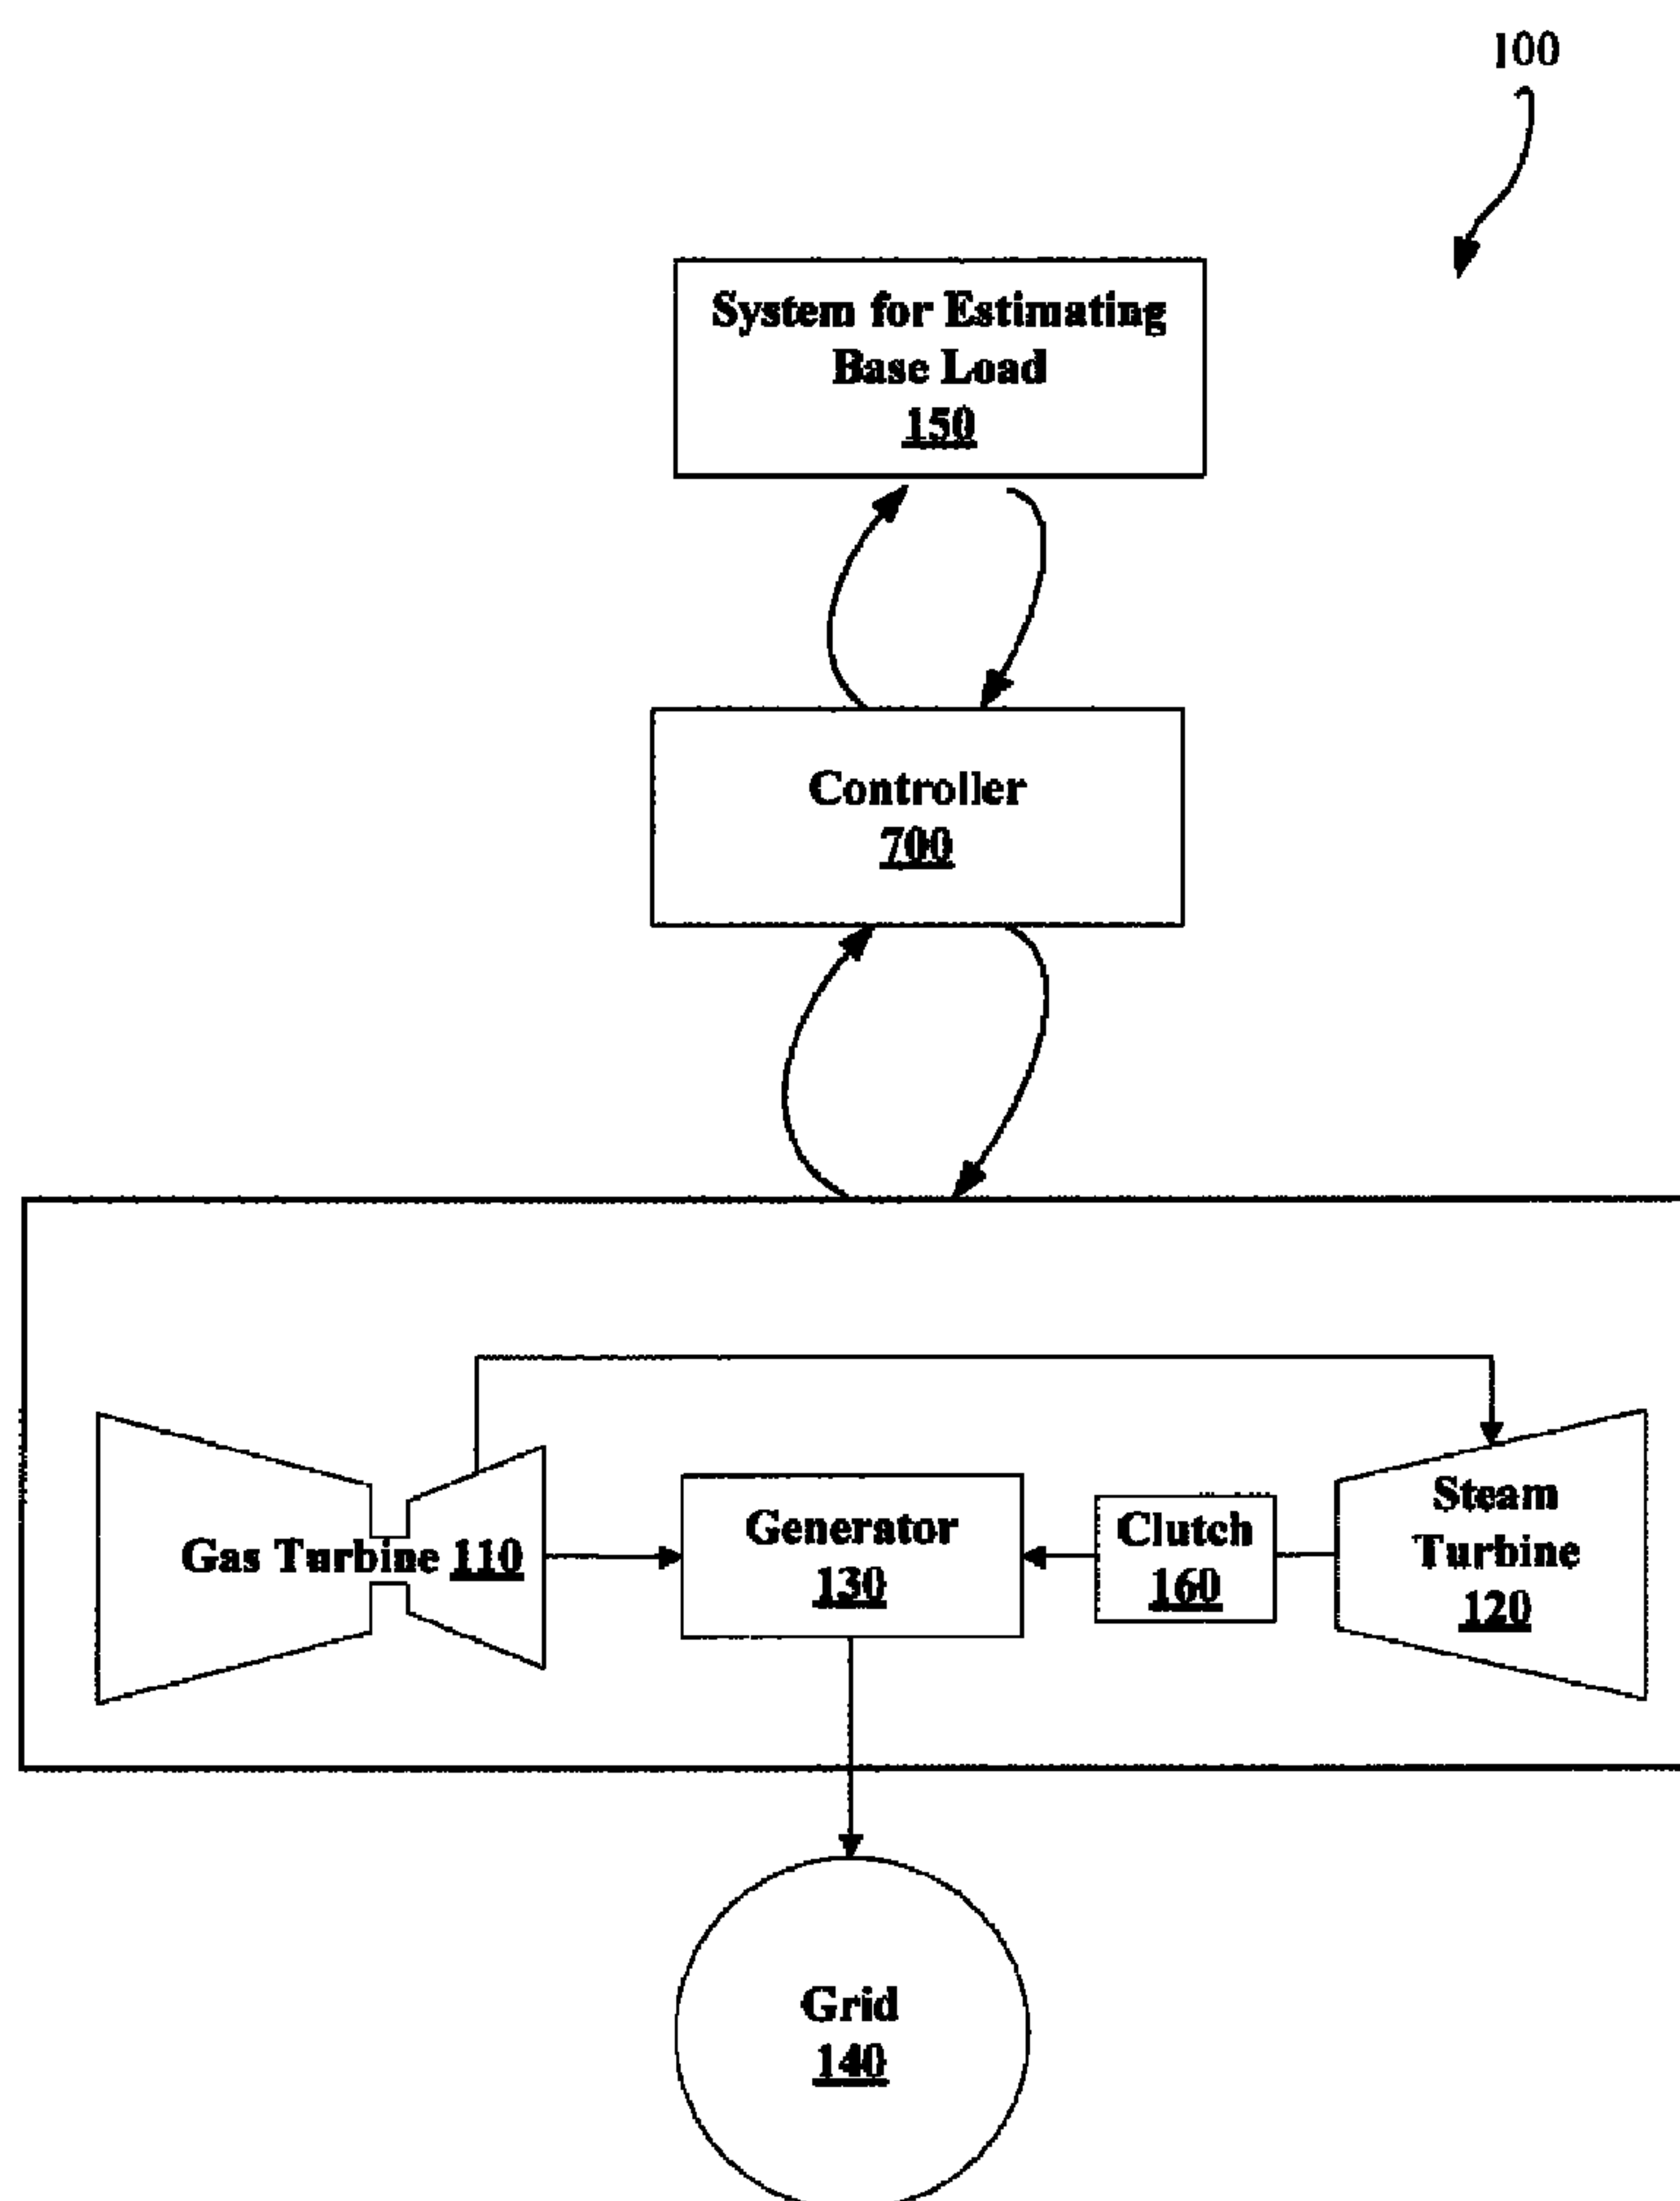 100
System for Estimating
Base Load
150
Controller
700
Gas Turbine 110
Generator
130
Clutch
160
Steam
Turbine
120
Grid
140